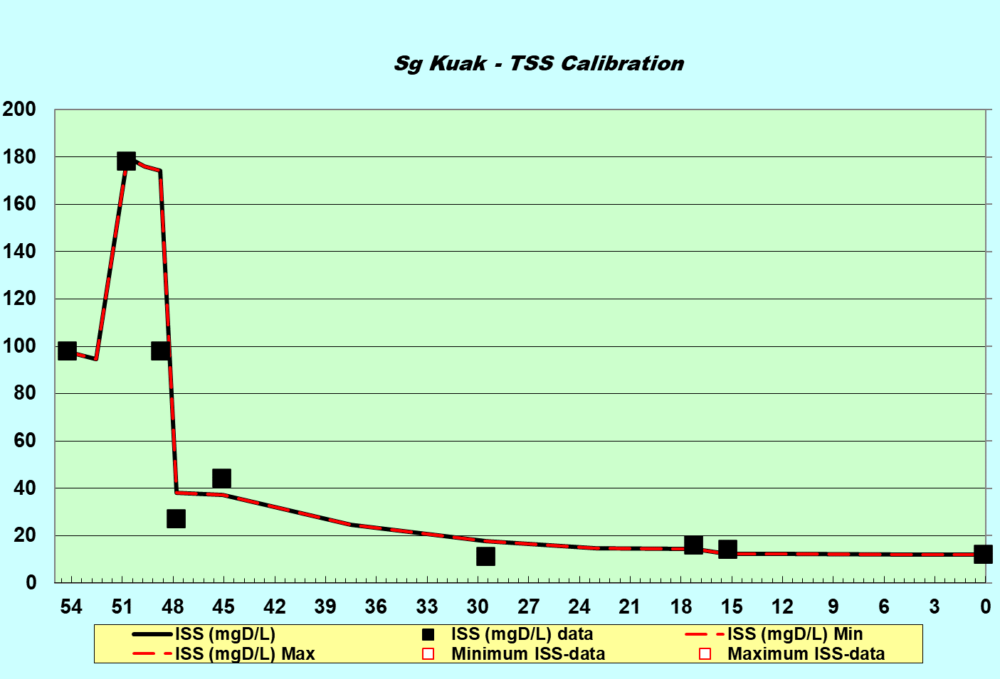 Sg Kuak - TSS Calibration
200
180
160
140
120
100
80
60
40
20
0
54 51 48 45 42 39 36 33 30 27 24 21 18 15 12 9 6 3 0
ISS (mgD/L) ISS (mgD/L) data ISS (mgD/L) Min
ISS (mgD/L) Max Minimum ISS-data Maximum ISS-data